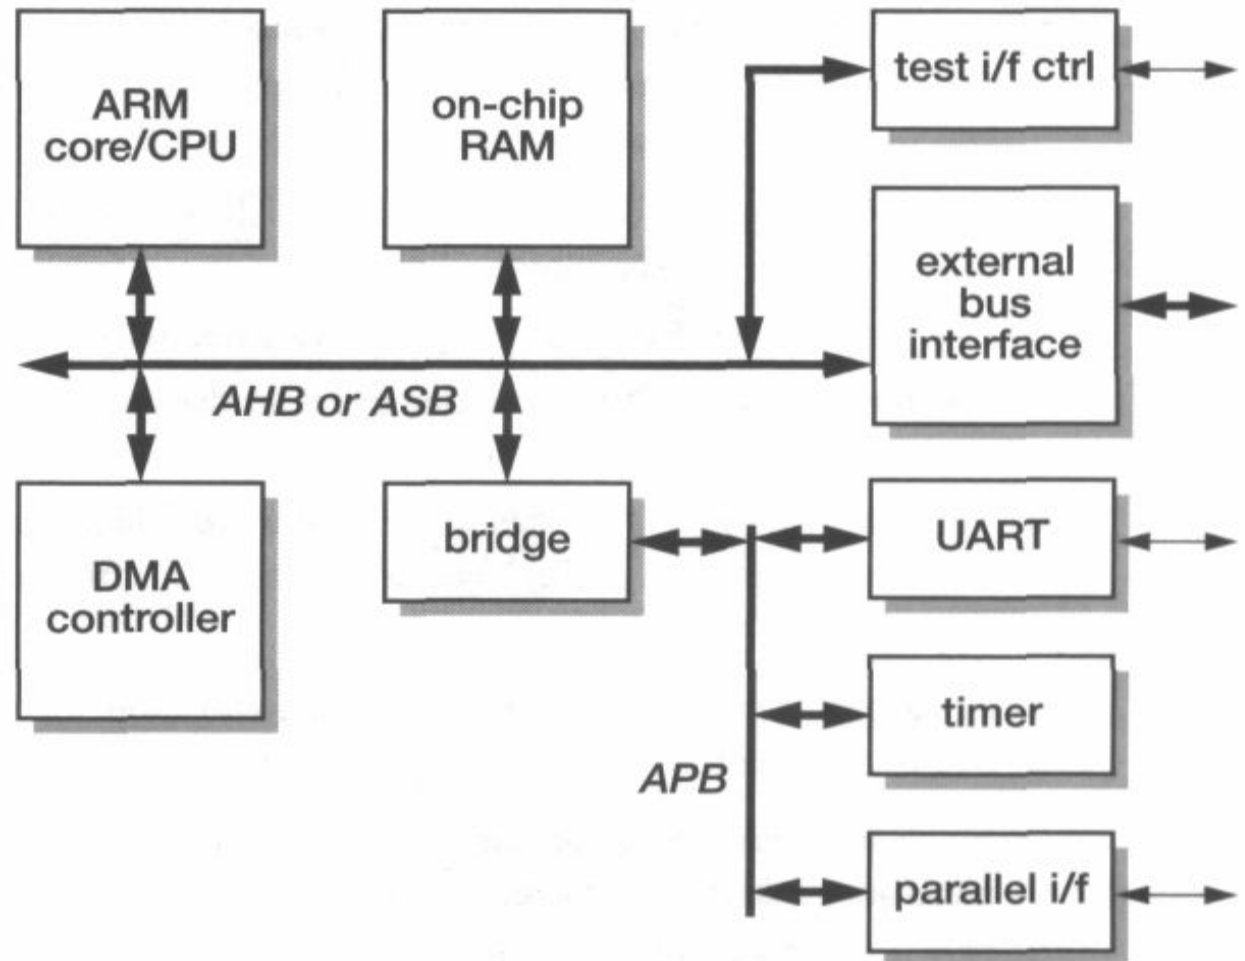 ARM
core/CPU
on-chip
RAM
test i/f ctrl
external
bus
interface
AHB or ASB
DMA
controller
bridge
UART
timer
APB
parallel i/f